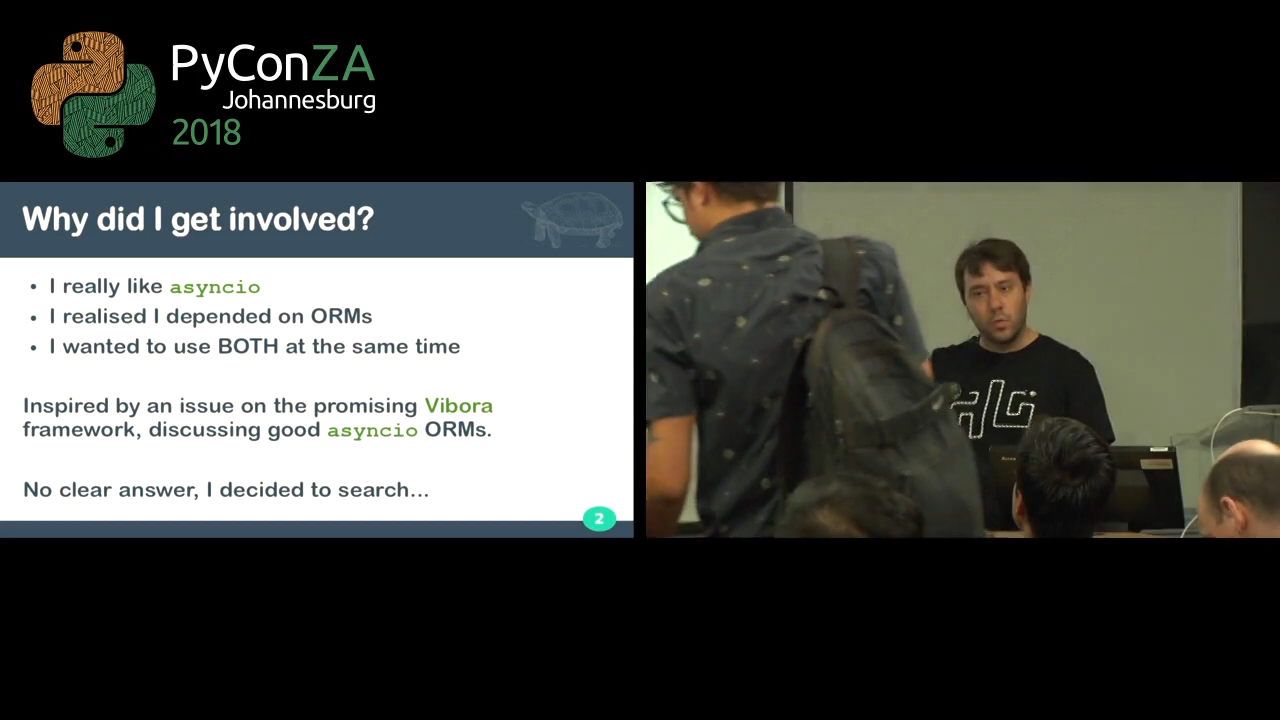 PyConZA
Johannesburg
2018
Why did I get involved?
• I really like asyncio
• I realised I depended on ORMs
• I wanted to use BOTH at the same time
Inspired by an issue on the promising Vibora
framework, discussing good asyncio ORMs.
No clear answer, I decided to search...
2